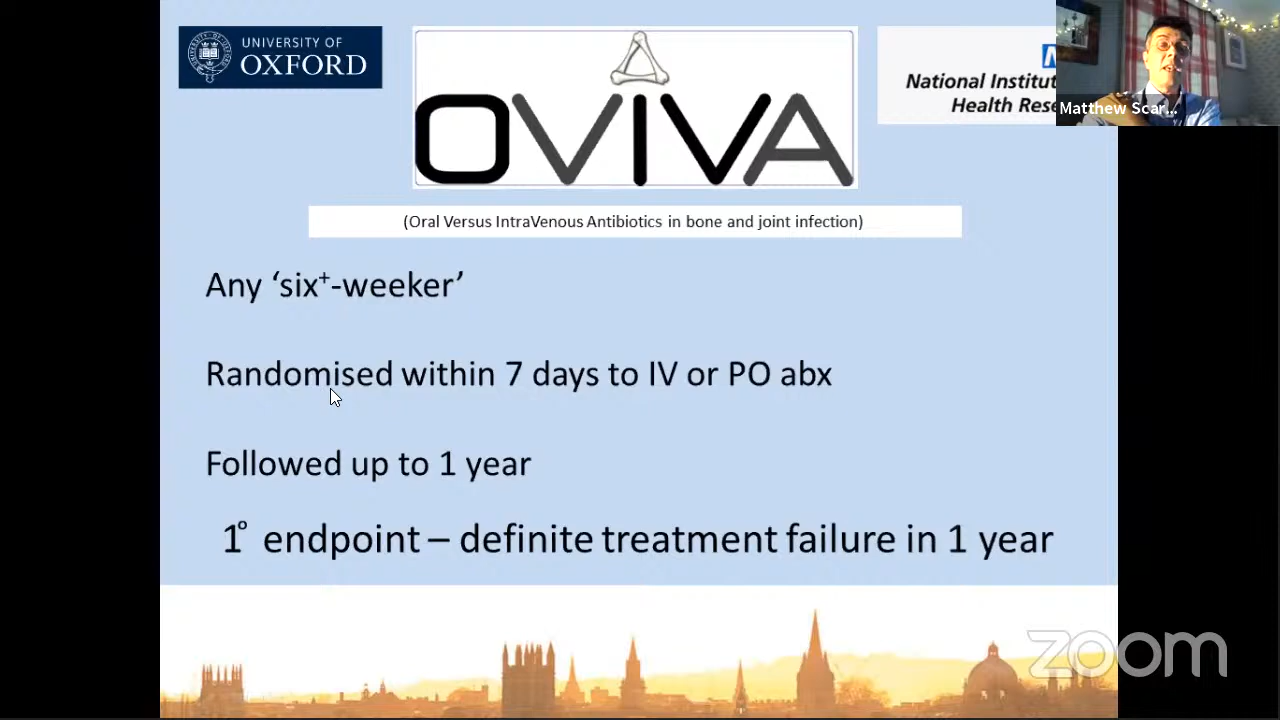 UNIVERSITY OF
OXFORD
OVIVA
National Institut
Health Res
Matthew Scar...
(Oral Versus IntraVenous Antibiotics in bone and joint infection)
Any ‘six⁺-weeker’
Randomised within 7 days to IV or PO abx
Followed up to 1 year
1° endpoint – definite treatment failure in 1 year
zoom